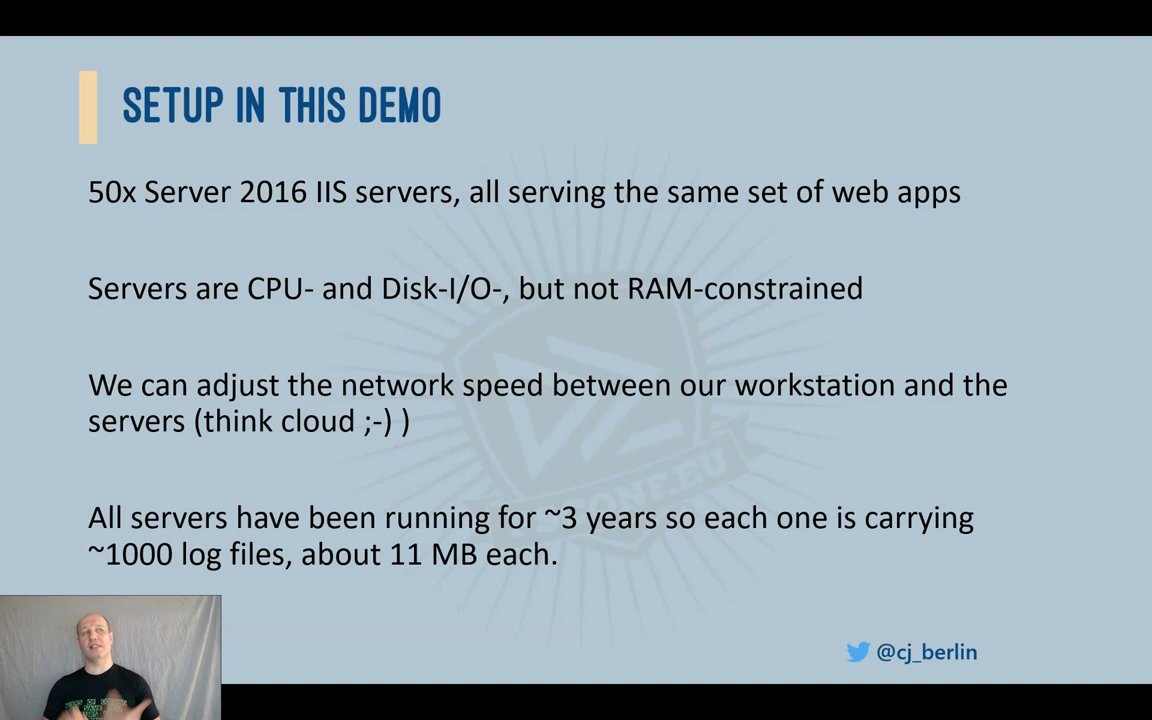 SETUP IN THIS DEMO
50x Server 2016 IIS servers, all serving the same set of web apps
Servers are CPU- and Disk-I/O-, but not RAM-constrained
We can adjust the network speed between our workstation and the
servers (think cloud ;-) )
All servers have been running for ~3 years so each one is carrying
~1000 log files, about 11 MB each.
@cj_berlin